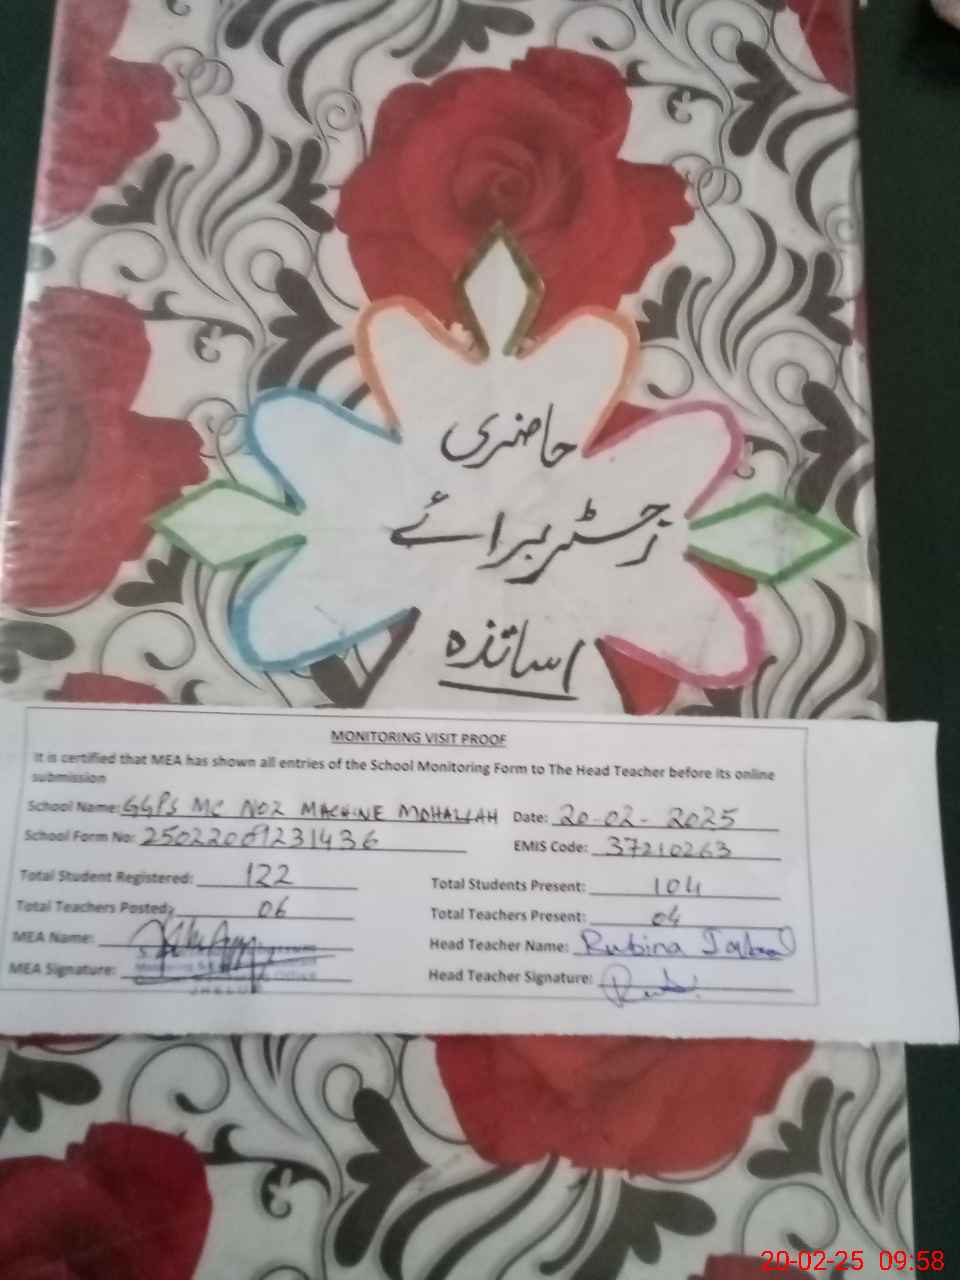 حاضری
رجسٹر برائے
اساتذہ
MONITORING VISIT PROOF
It is certified that MEA has shown all entries of the School Monitoring Form to The Head Teacher before its online
submission
School Name: GGPS MC NO2 MACHINE MOHALLAH Date: 20-02-2025
School Form No: 25022009231436 EMIS Code: 37210263
Total Student Registered: 122 Total Students Present: 104
Total Teachers Posted: 06 Total Teachers Present: 04
MEA Name: Head Teacher Name: Rubina Iqbal
MEA Signature: Head Teacher Signature:
20-02-25 09:58